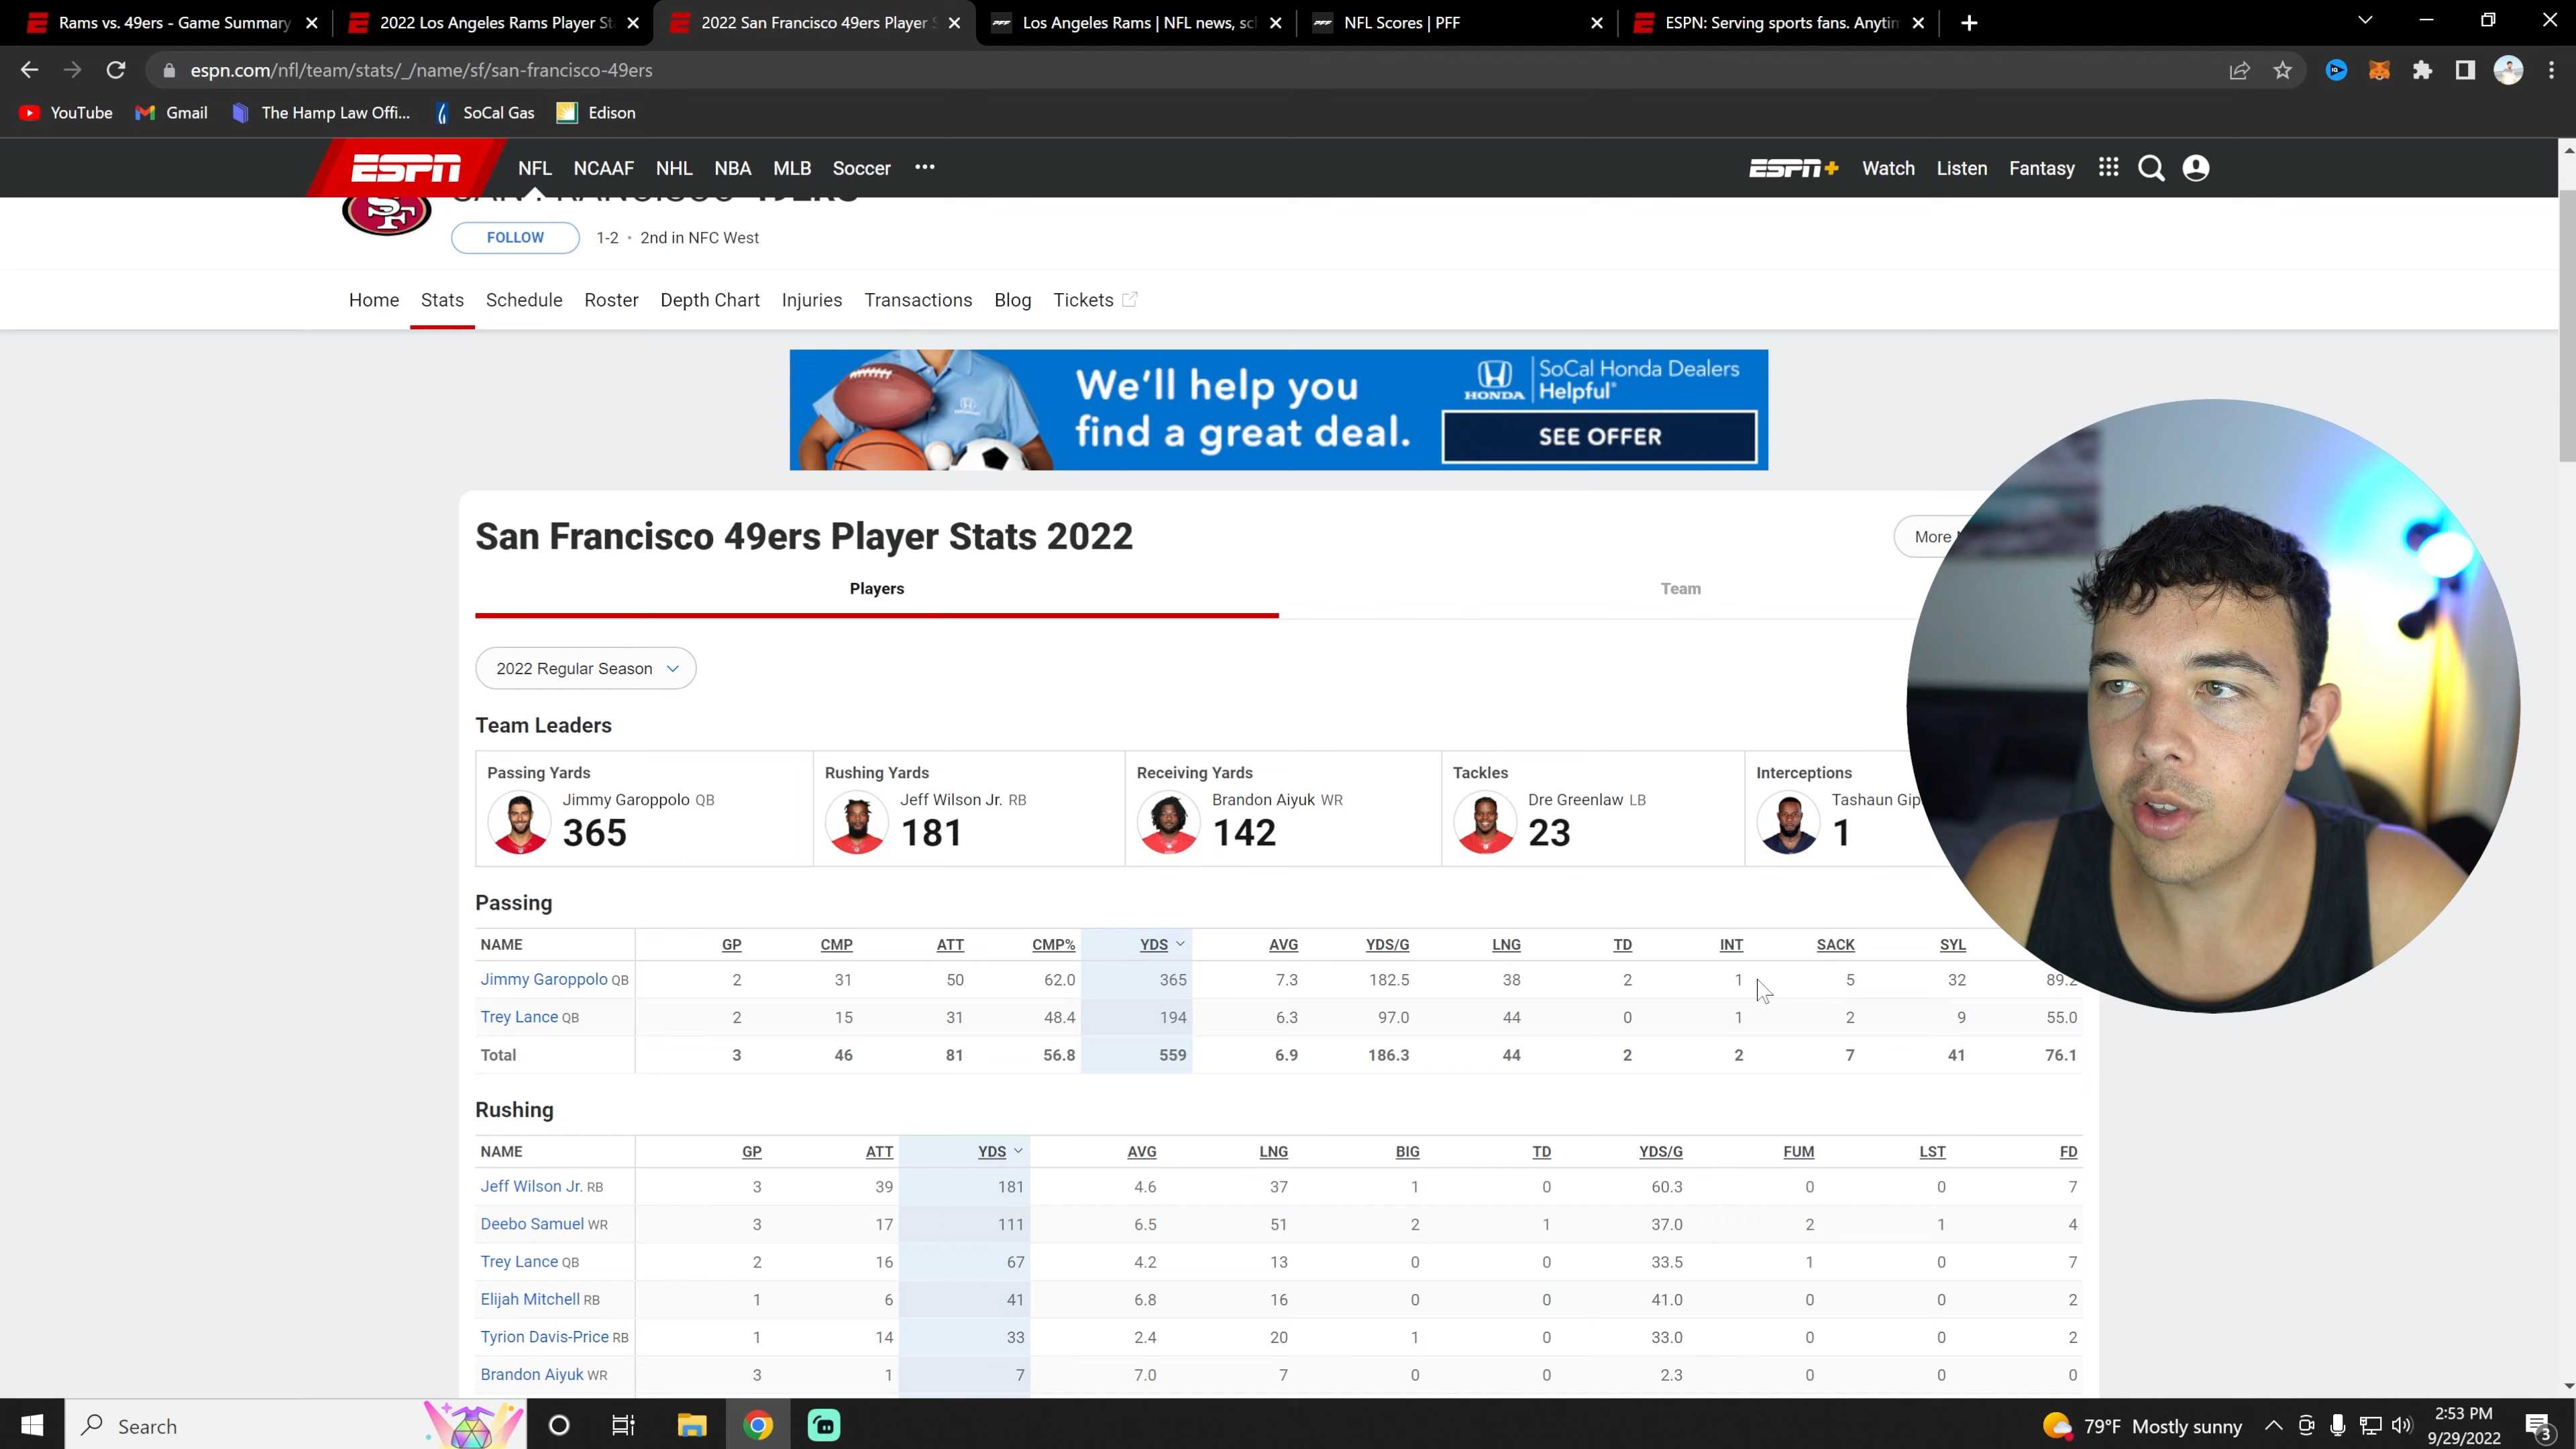 Rams vs. 49ers - Game Summary
2022 Los Angeles Rams Player St
2022 San Francisco 49ers Player S
Los Angeles Rams | NFL news, sc
NFL Scores | PFF
ESPN: Serving sports fans. Anytin
espn.com/nfl/team/stats/_/name/sf/san-francisco-49ers
YouTube Gmail The Hamp Law Offi... SoCal Gas Edison
ESPN NFL NCAAF NHL NBA MLB Soccer ••• ESPN+ Watch Listen Fantasy
SAN FRANCISCO 49ERS
FOLLOW 1-2 • 2nd in NFC West
Home Stats Schedule Roster Depth Chart Injuries Transactions Blog Tickets
We'll help you
find a great deal.
HONDA
SoCal Honda Dealers
Helpful
SEE OFFER
San Francisco 49ers Player Stats 2022
More
Players Team
2022 Regular Season
Team Leaders
Passing Yards Rushing Yards Receiving Yards Tackles Interceptions
Jimmy Garoppolo QB Jeff Wilson Jr. RB Brandon Aiyuk WR Dre Greenlaw LB Tashaun Gip
365 181 142 23 1
Passing
NAME GP CMP ATT CMP% YDS AVG YDS/G LNG TD INT SACK SYL
Jimmy Garoppolo QB 2 31 50 62.0 365 7.3 182.5 38 2 1 5 32 89.2
Trey Lance QB 2 15 31 48.4 194 6.3 97.0 44 0 1 2 9 55.0
Total 3 46 81 56.8 559 6.9 186.3 44 2 2 7 41 76.1
Rushing
NAME GP ATT YDS AVG LNG BIG TD YDS/G FUM LST FD
Jeff Wilson Jr. RB 3 39 181 4.6 37 1 0 60.3 0 0 7
Deebo Samuel WR 3 17 111 6.5 51 2 1 37.0 2 1 4
Trey Lance QB 2 16 67 4.2 13 0 0 33.5 1 0 7
Elijah Mitchell RB 1 6 41 6.8 16 0 0 41.0 0 0 2
Tyrion Davis-Price RB 1 14 33 2.4 20 1 0 33.0 0 0 2
Brandon Aiyuk WR 3 1 7 7.0 7 0 0 2.3 0 0 0
Search
79°F Mostly sunny
2:53 PM
9/29/2022
3